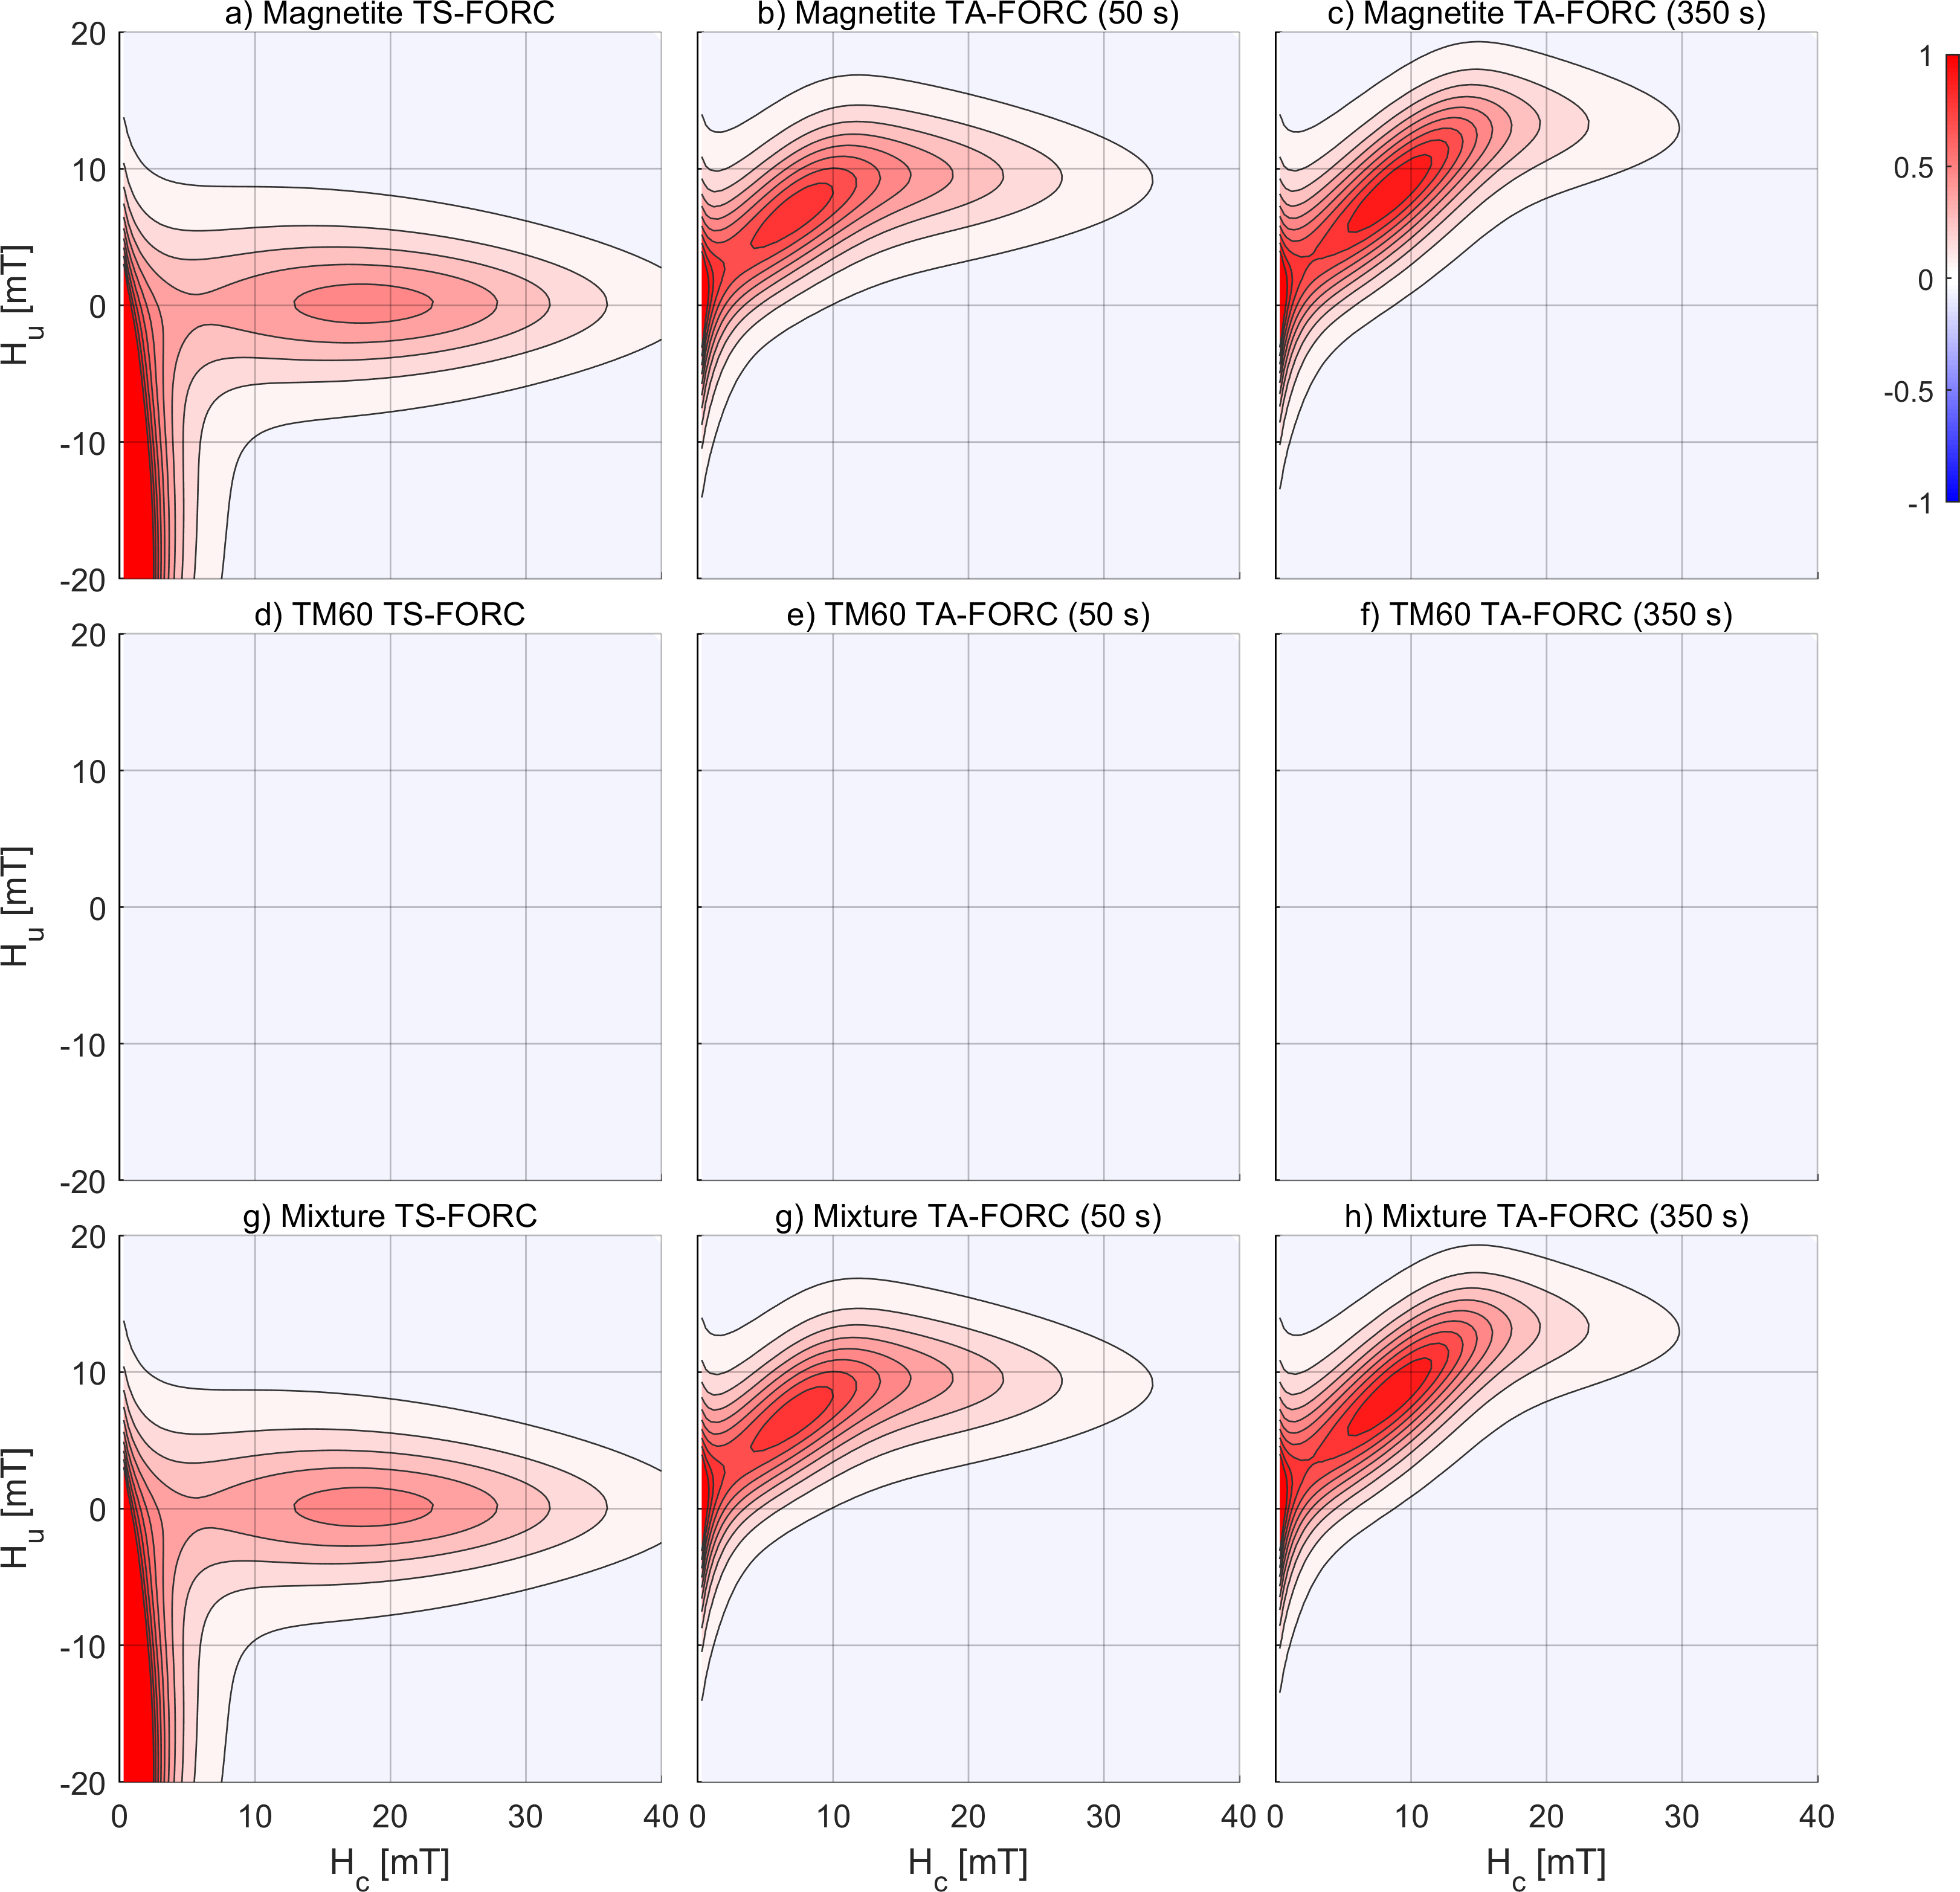 a) Magnetite TS-FORC
b) Magnetite TA-FORC (50 s)
c) Magnetite TA-FORC (350 s)
20
10
0
-10
-20
Hu [mT]
1
0.5
0
-0.5
-1
d) TM60 TS-FORC
e) TM60 TA-FORC (50 s)
f) TM60 TA-FORC (350 s)
20
10
0
-10
-20
Hu [mT]
g) Mixture TS-FORC
g) Mixture TA-FORC (50 s)
h) Mixture TA-FORC (350 s)
20
10
0
-10
-20
Hu [mT]
0 10 20 30 40
0 10 20 30 40
0 10 20 30 40
Hc [mT]
Hc [mT]
Hc [mT]